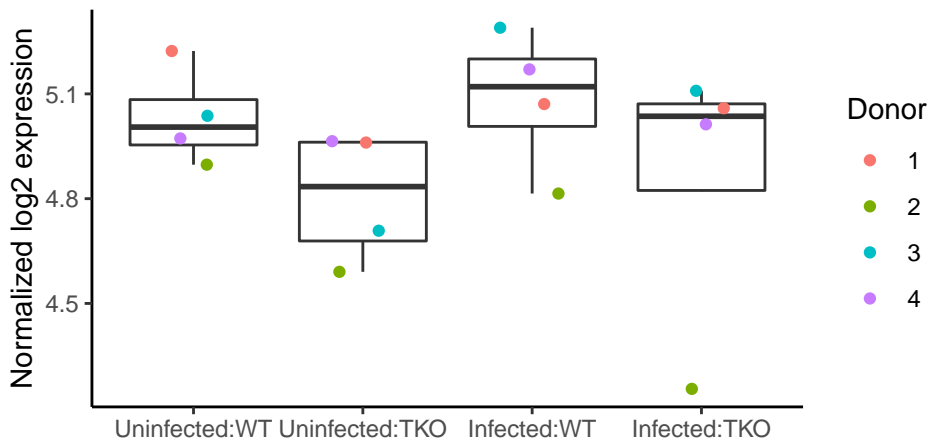 Normalized log2 expression
5.1
4.8
4.5
Uninfected:WT
Uninfected:TKO
Infected:WT
Infected:TKO
Donor
1
2
3
4